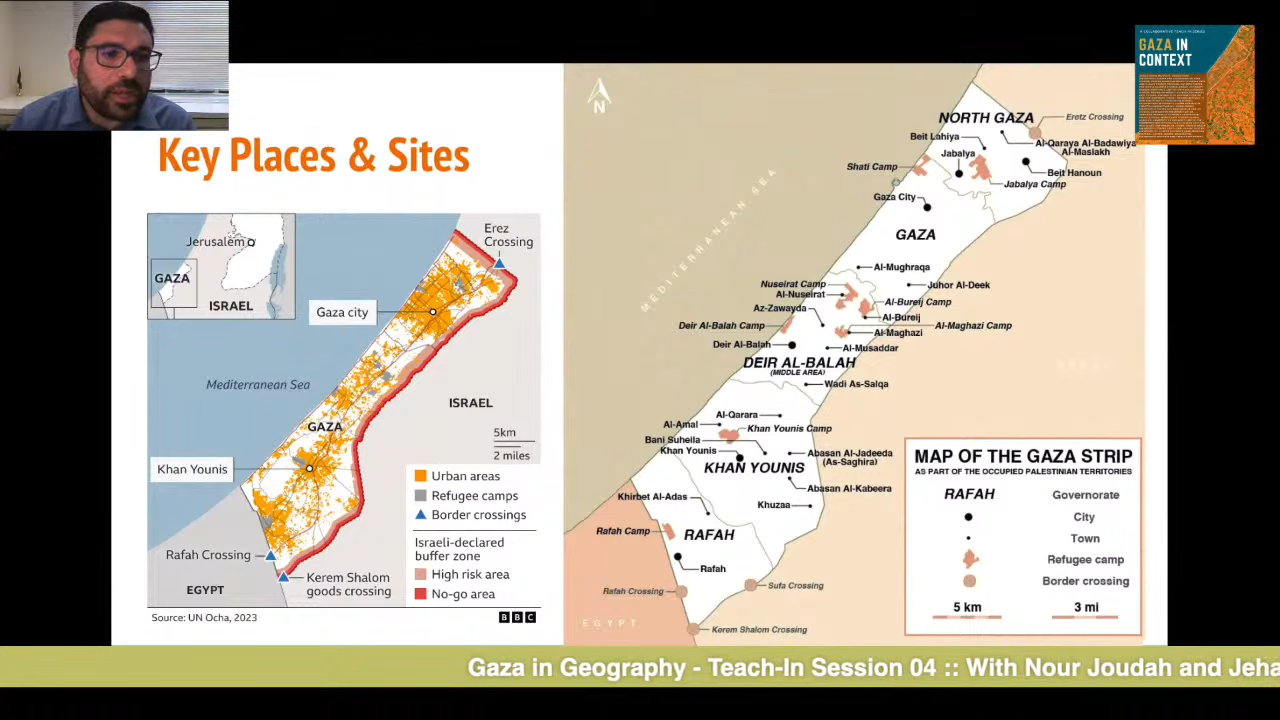 A COLLABORATIVE TEACH-IN SERIES
GAZA IN
CONTEXT
Key Places & Sites
Jerusalem
GAZA
ISRAEL
Erez
Crossing
Gaza city
Mediterranean Sea
ISRAEL
GAZA
5km
2 miles
Khan Younis
Urban areas
Refugee camps
Border crossings
Israeli-declared
buffer zone
High risk area
No-go area
Rafah Crossing
Kerem Shalom
goods crossing
EGYPT
Source: UN Ocha, 2023
BBC
N
MEDITERRANEAN SEA
NORTH GAZA
Eretz Crossing
Beit Lahiya
Al-Qaraya Al-Badawiya
Al-Maslakh
Jabalya
Shati Camp
Beit Hanoun
Jabalya Camp
Gaza City
GAZA
Al-Mughraqa
Nuseirat Camp
Juhor Al-Deek
Al-Nuseirat
Al-Bureij Camp
Az-Zawayda
Al-Bureij
Deir Al-Balah Camp
Al-Maghazi Camp
Al-Maghazi
Deir Al-Balah
Al-Musaddar
DEIR AL-BALAH
(MIDDLE AREA)
Wadi As-Salqa
Al-Qarara
Al-Amal
Khan Younis Camp
Bani Suheila
Khan Younis
Abasan Al-Jadeeda
(As-Saghira)
KHAN YOUNIS
Abasan Al-Kabeera
Khirbet Al-Adas
Khuzaa
Rafah Camp
RAFAH
Rafah
Sufa Crossing
Rafah Crossing
EGYPT
Kerem Shalom Crossing
MAP OF THE GAZA STRIP
AS PART OF THE OCCUPIED PALESTINIAN TERRITORIES
RAFAH Governorate
City
Town
Refugee camp
Border crossing
5 km 3 mi
Gaza in Geography - Teach-In Session 04 :: With Nour Joudah and Jeha